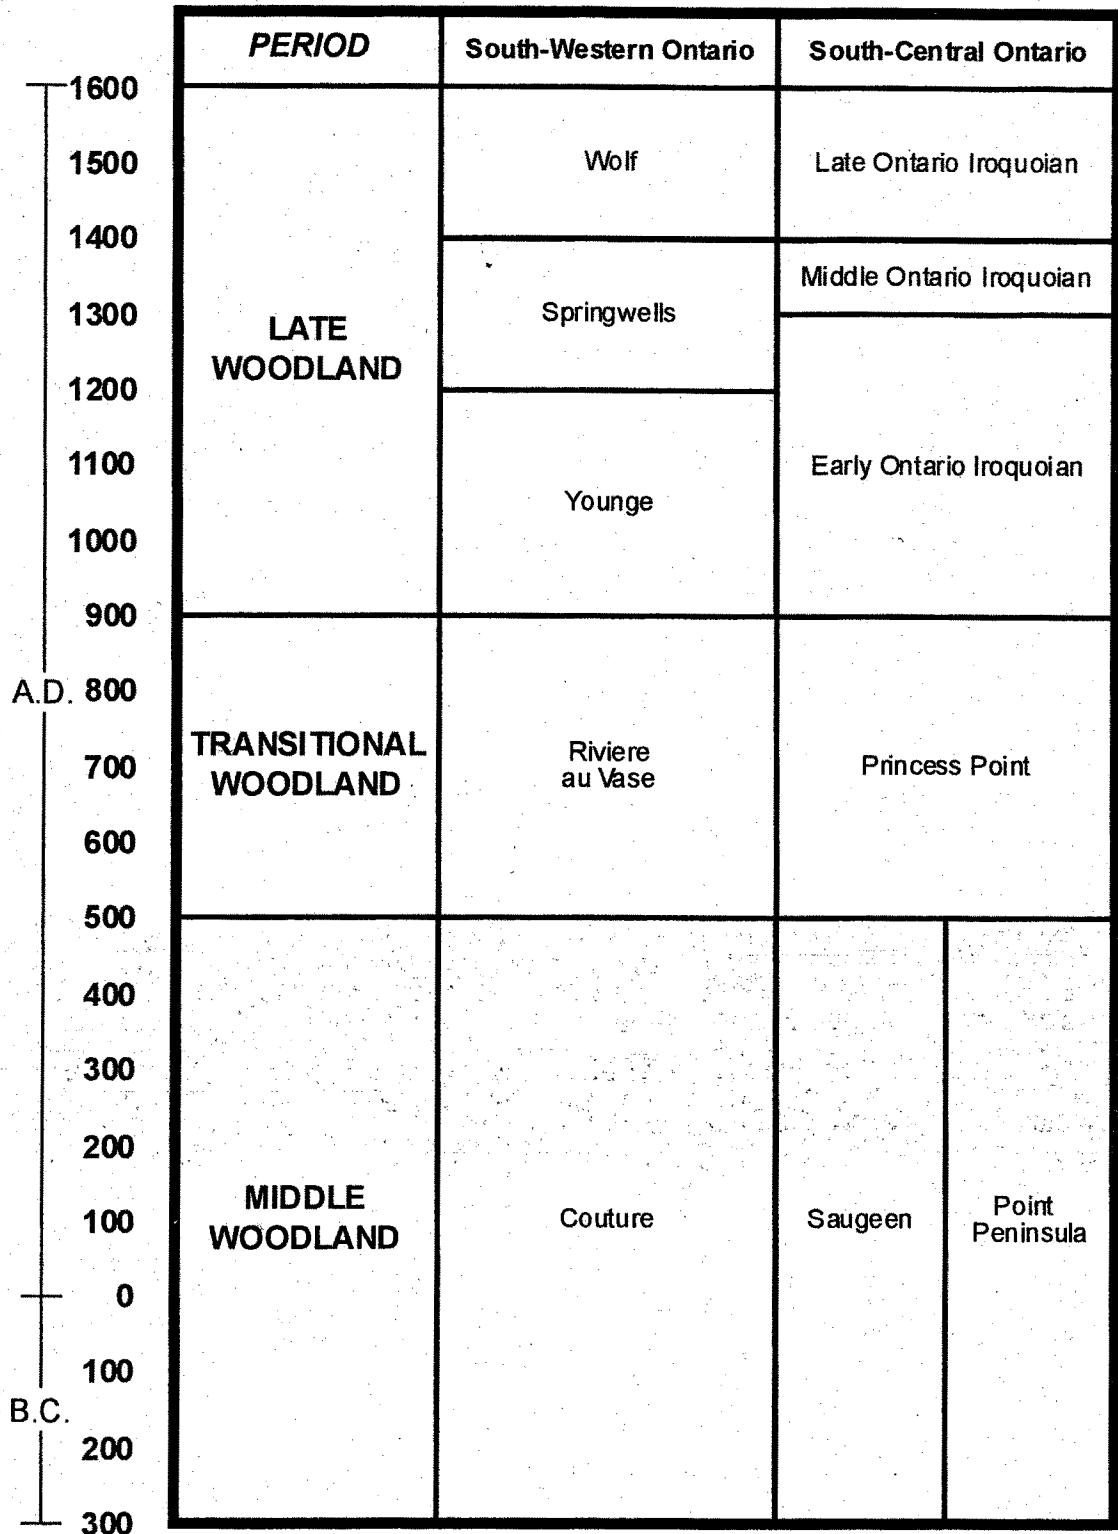 PERIOD South-Western Ontario South-Central Ontario
1600
1500 Wolf Late Ontario Iroquoian
1400
Middle Ontario Iroquoian
1300 Springwells
LATE
WOODLAND
1200
1100 Early Ontario Iroquoian
Younge
1000
900
A.D. 800
TRANSITIONAL Riviere
700 Princess Point
WOODLAND au Vase
600
500
400
300
200
MIDDLE Point
100 Couture Saugeen
WOODLAND Peninsula
0
100
B.C.
200
300